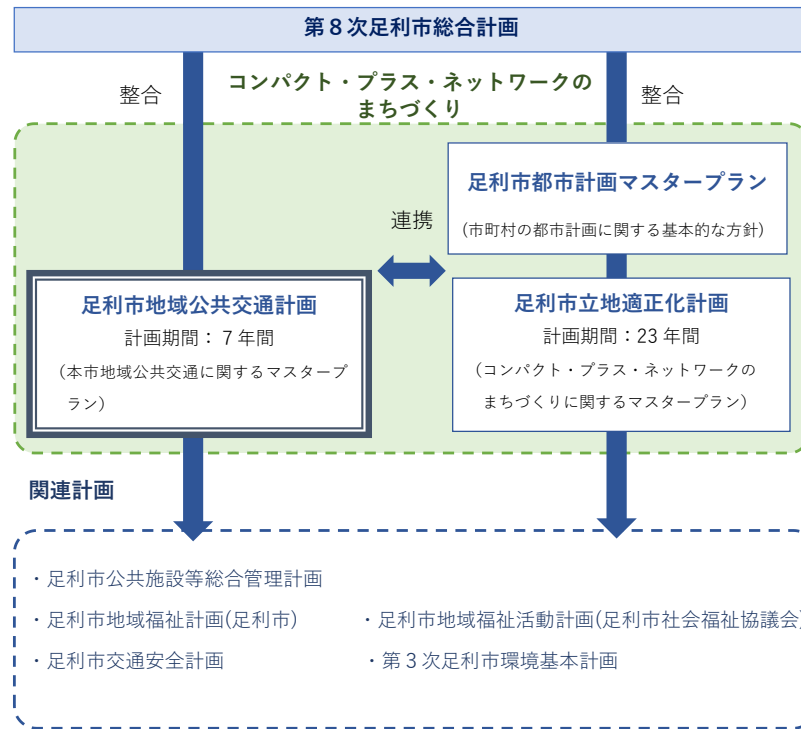 第８次足利市総合計画
整合
コンパクト・プラス・ネットワークの
まちづくり
整合
足利市都市計画マスタープラン
(市町村の都市計画に関する基本的な方針)
連携
足利市地域公共交通計画
計画期間：７年間
(本市地域公共交通に関するマスタープ
ラン)
足利市立地適正化計画
計画期間：23 年間
(コンパクト・プラス・ネットワークの
まちづくりに関するマスタープラン)
関連計画
・足利市公共施設等総合管理計画
・足利市地域福祉計画(足利市)
・足利市地域福祉活動計画(足利市社会福祉協議会)
・足利市交通安全計画
・第３次足利市環境基本計画